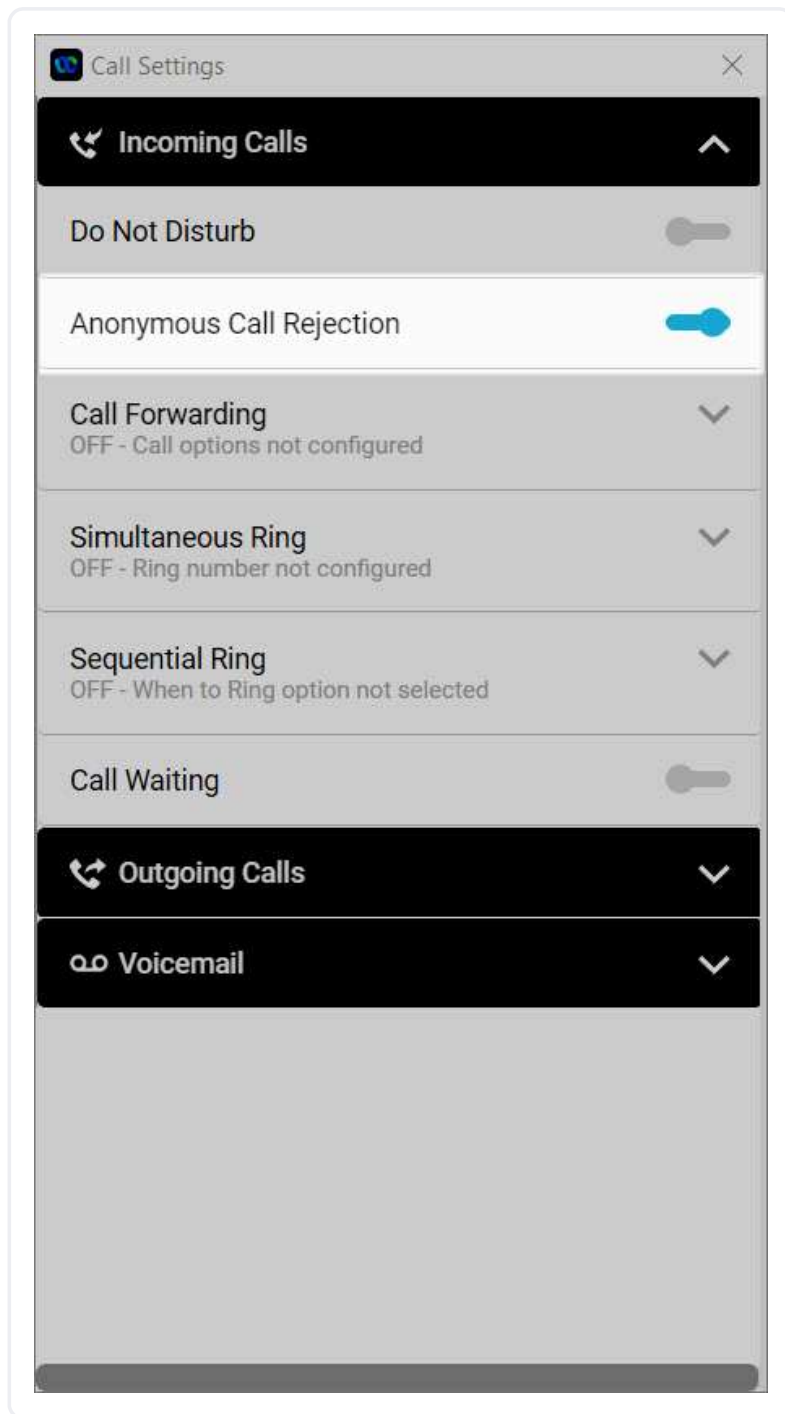 Call Settings
Incoming Calls
Do Not Disturb
Anonymous Call Rejection
Call Forwarding
OFF - Call options not configured
Simultaneous Ring
OFF - Ring number not configured
Sequential Ring
OFF - When to Ring option not selected
Call Waiting
Outgoing Calls
Voicemail